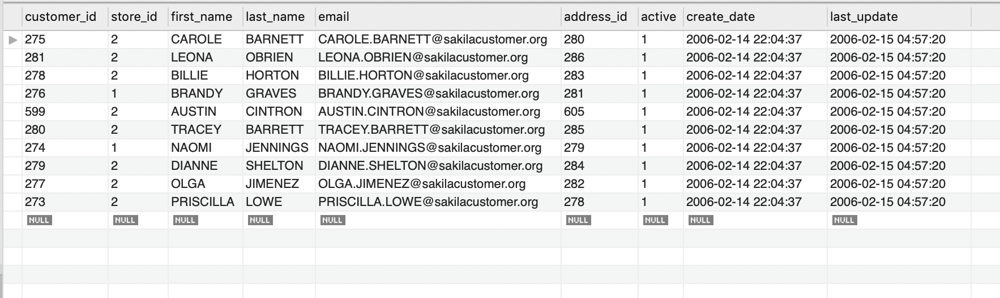 customer_id store_id first_name last_name email address_id active create_date last_update
275 2 CAROLE BARNETT CAROLE.BARNETT@sakilacustomer.org 280 1 2006-02-14 22:04:37 2006-02-15 04:57:20
281 2 LEONA OBRIEN LEONA.OBRIEN@sakilacustomer.org 286 1 2006-02-14 22:04:37 2006-02-15 04:57:20
278 2 BILLIE HORTON BILLIE.HORTON@sakilacustomer.org 283 1 2006-02-14 22:04:37 2006-02-15 04:57:20
276 1 BRANDY GRAVES BRANDY.GRAVES@sakilacustomer.org 281 1 2006-02-14 22:04:37 2006-02-15 04:57:20
599 2 AUSTIN CINTRON AUSTIN.CINTRON@sakilacustomer.org 605 1 2006-02-14 22:04:37 2006-02-15 04:57:20
280 2 TRACEY BARRETT TRACEY.BARRETT@sakilacustomer.org 285 1 2006-02-14 22:04:37 2006-02-15 04:57:20
274 1 NAOMI JENNINGS NAOMI.JENNINGS@sakilacustomer.org 279 1 2006-02-14 22:04:37 2006-02-15 04:57:20
279 2 DIANNE SHELTON DIANNE.SHELTON@sakilacustomer.org 284 1 2006-02-14 22:04:37 2006-02-15 04:57:20
277 2 OLGA JIMENEZ OLGA.JIMENEZ@sakilacustomer.org 282 1 2006-02-14 22:04:37 2006-02-15 04:57:20
273 2 PRISCILLA LOWE PRISCILLA.LOWE@sakilacustomer.org 278 1 2006-02-14 22:04:37 2006-02-15 04:57:20
NULL NULL NULL NULL NULL NULL NULL NULL NULL